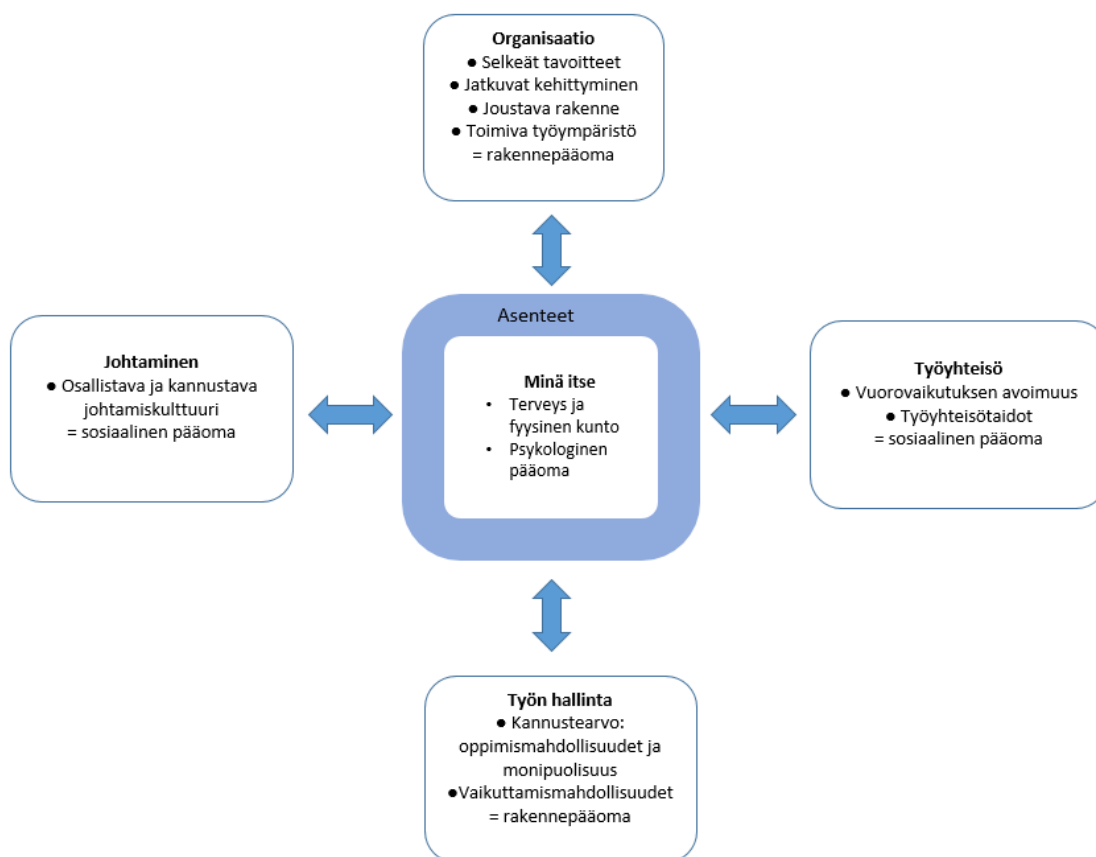 Organisaatio
● Selkeät tavoitteet
● Jatkuvat kehittyminen
● Joustava rakenne
● Toimiva työympäristö
= rakennepääoma
Asenteet
Johtaminen
● Osallistava ja kannustava
johtamiskulttuuri
= sosiaalinen pääoma
Minä itse
• Terveys ja
fyysinen kunto
• Psykologinen
pääoma
Työyhteisö
● Vuorovaikutuksen avoimuus
● Työyhteisötaidot
= sosiaalinen pääoma
Työn hallinta
● Kannustearvo:
oppimismahdollisuudet ja
monipuolisuus
●Vaikuttamismahdollisuudet
= rakennepääoma